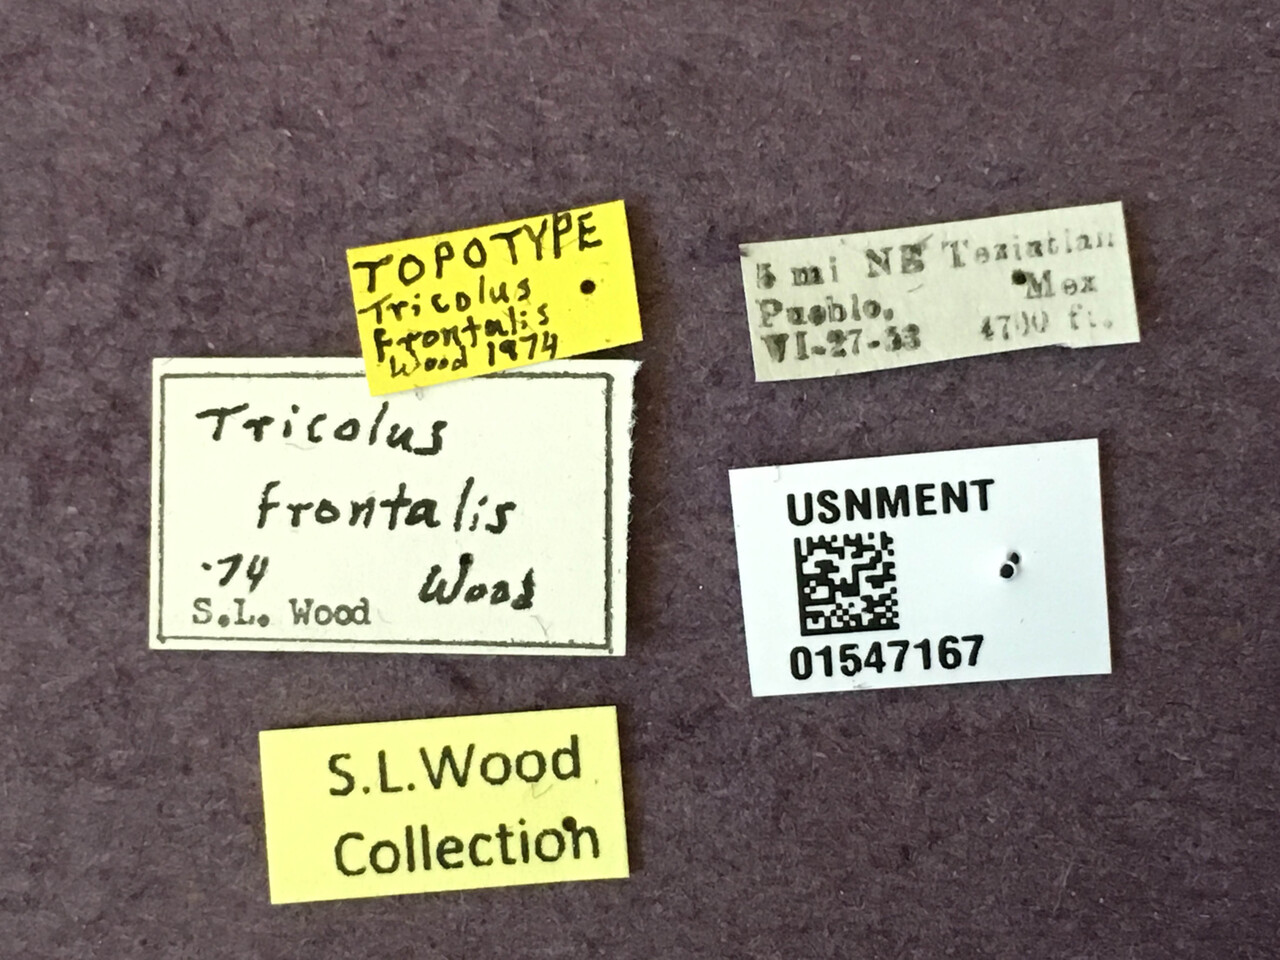 TOPOTYPE
Tricolus
frontalis
Wood 1974
5 mi NE Teziutlan
Pueblo, Mex
VI-27-53 4700 ft.
Tricolus
frontalis
'74 Wood
S.L. Wood
USNMENT
01547167
S.L.Wood
Collection